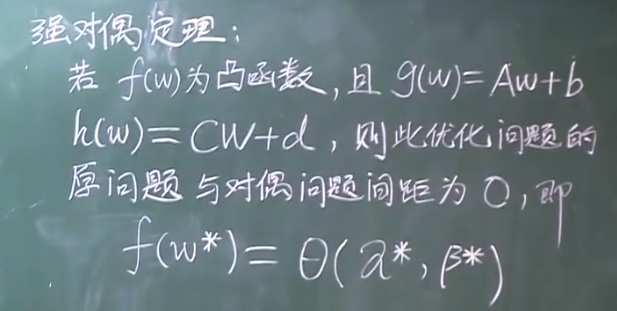 强对偶定理：
若 f(w)为凸函数，且 g(w)=Aw+b
h(w)=CW+d，则此优化问题的
原问题与对偶问题间距为0，即
f(w*)=θ(α*,β*)